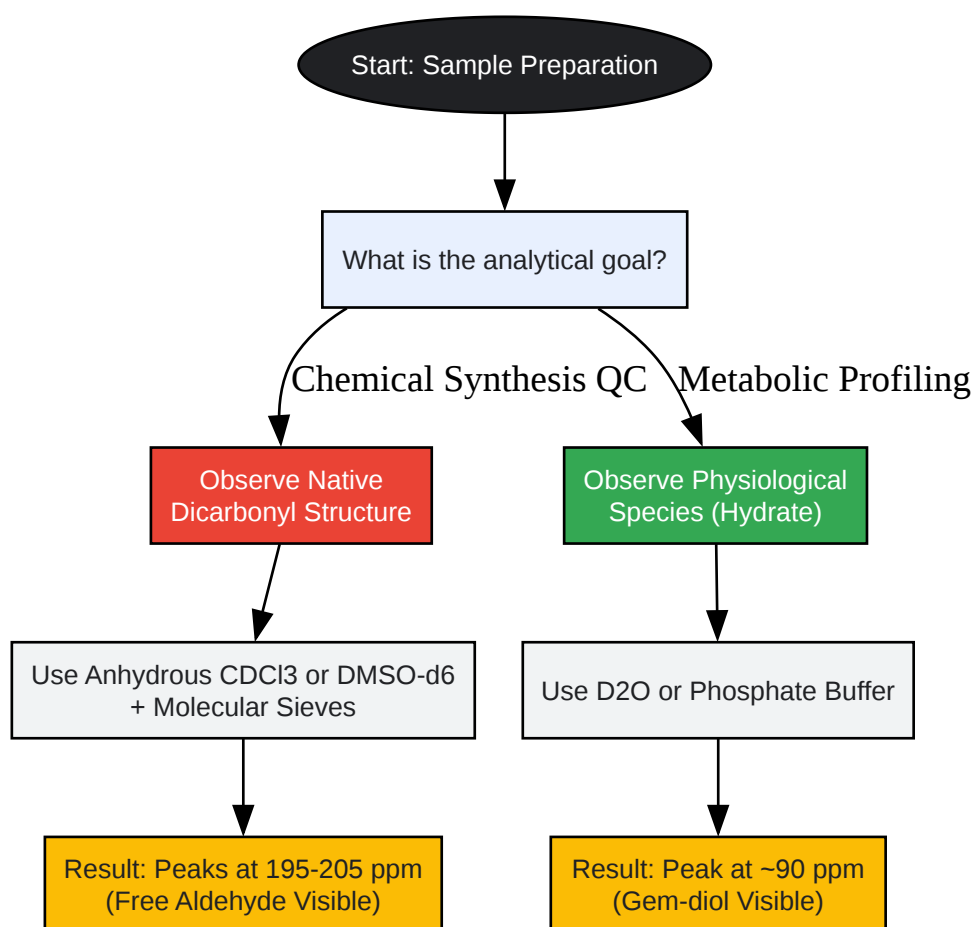 Start: Sample Preparation
What is the analytical goal?
Chemical Synthesis QC
Metabolic Profiling
Observe Native
Dicarbonyl Structure
Observe Physiological
Species (Hydrate)
Use Anhydrous CDCl3 or DMSO-d6
+ Molecular Sieves
Use D2O or Phosphate Buffer
Result: Peaks at 195-205 ppm
(Free Aldehyde Visible)
Result: Peak at ~90 ppm
(Gem-diol Visible)